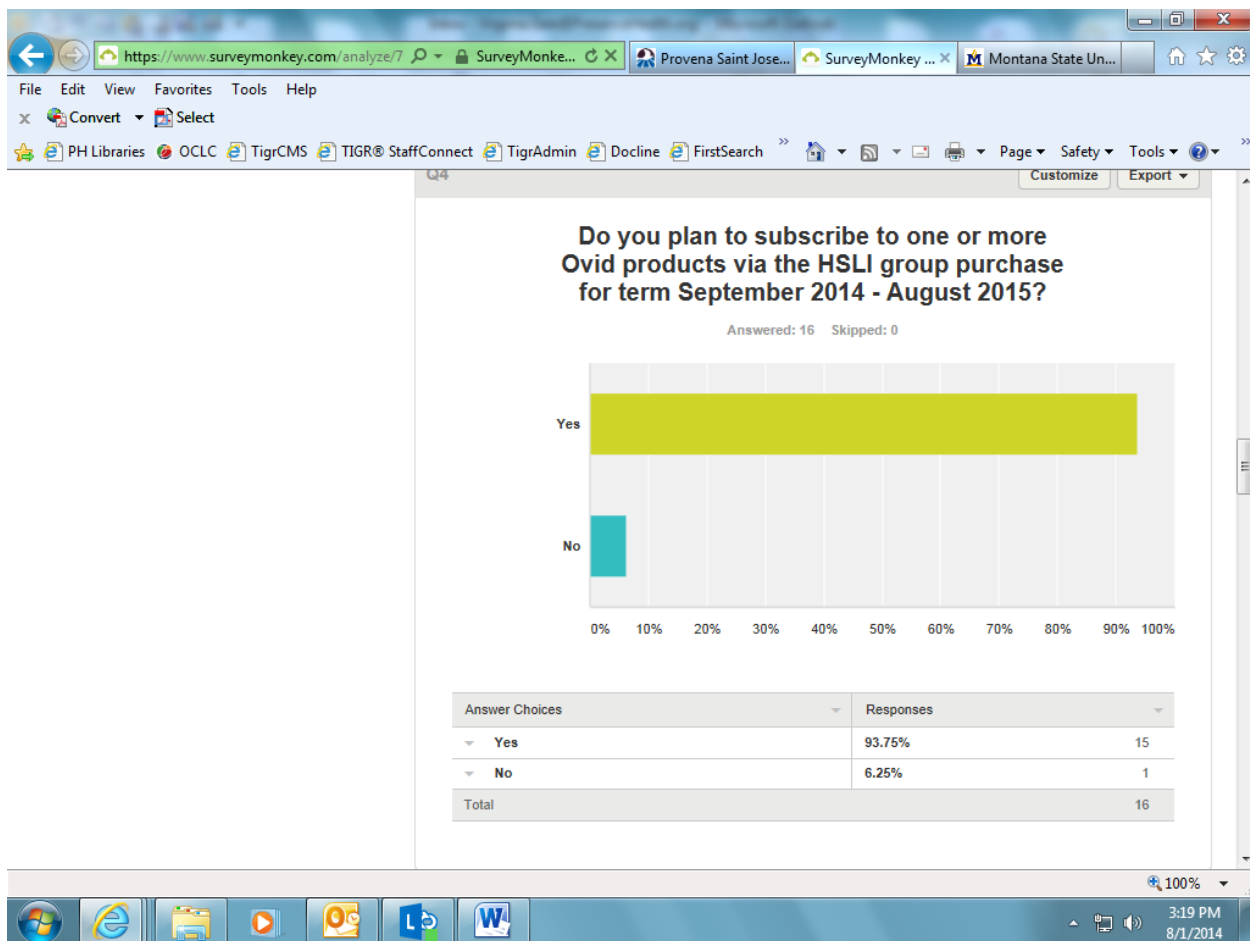 https://www.surveymonkey.com/analyze/7
SurveyMonke...
Provena Saint Jose...
SurveyMonkey ...
Montana State Un...
File Edit View Favorites Tools Help
x Convert Select
PH Libraries OCLC TigrCMS TIGR® StaffConnect TigrAdmin Docline FirstSearch » Page Safety Tools »
Q4
Customize Export
Do you plan to subscribe to one or more
Ovid products via the HSLI group purchase
for term September 2014 - August 2015?
Answered: 16 Skipped: 0
Yes
No
0% 10% 20% 30% 40% 50% 60% 70% 80% 90% 100%
Answer Choices Responses
Yes 93.75% 15
No 6.25% 1
Total 16
100%
3:19 PM
8/1/2014